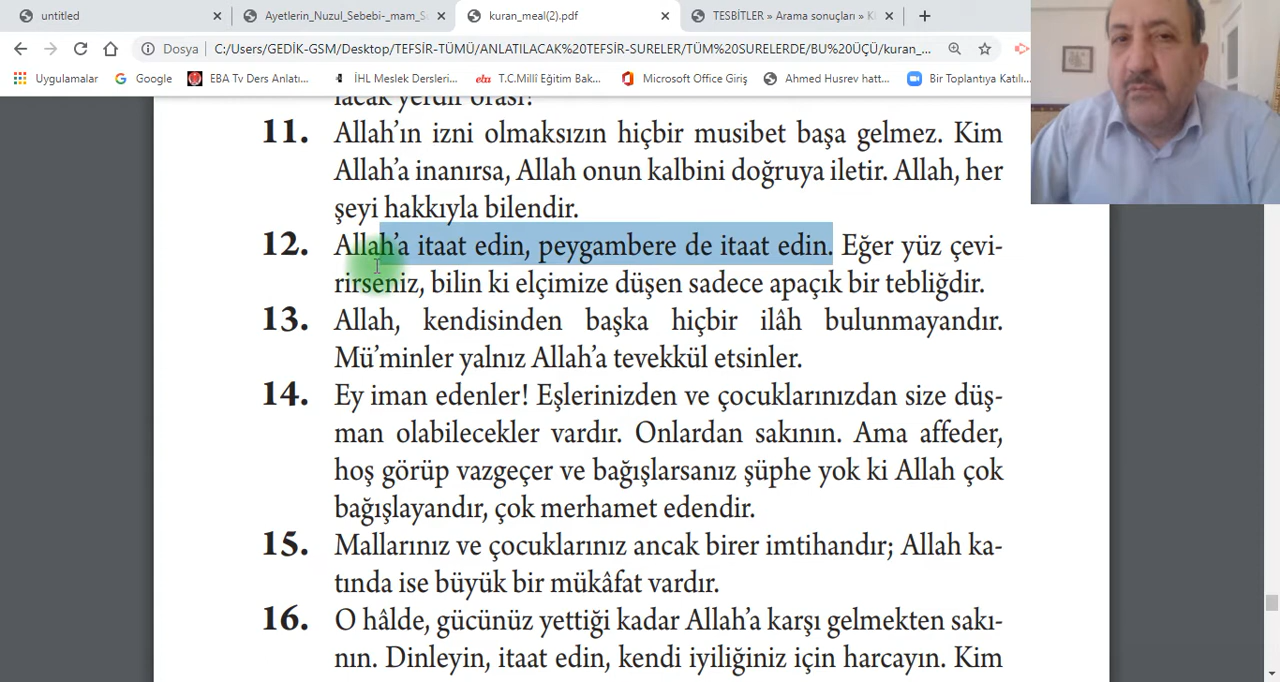 untitled
Ayetlerin_Nuzul_Sebebi-_mam_S
kuran_meal(2).pdf
TESBİTLER » Arama sonuçları » K
Dosya
C:/Users/GEDİK-GSM/Desktop/TEFSİR-TÜMÜ/ANLATILACAK%20TEFSİR-SURELER/TÜM%20SURELERDE/BU%20ÜÇÜ/kuran_...
Uygulamalar
Google
EBA Tv Ders Anlatı...
İHL Meslek Dersleri...
T.C.Millî Eğitim Bak...
Microsoft Office Giriş
Ahmed Husrev hatt...
Bir Toplantıya Katılı...
lacak yerdir orası!
11. Allah’ın izni olmaksızın hiçbir musibet başa gelmez. Kim
Allah’a inanırsa, Allah onun kalbini doğruya iletir. Allah, her
şeyi hakkıyla bilendir.
12. Allah’a itaat edin, peygambere de itaat edin. Eğer yüz çevi-
rirseniz, bilin ki elçimize düşen sadece apaçık bir tebliğdir.
13. Allah, kendisinden başka hiçbir ilâh bulunmayandır.
Mü’minler yalnız Allah’a tevekkül etsinler.
14. Ey iman edenler! Eşlerinizden ve çocuklarınızdan size düş-
man olabilecekler vardır. Onlardan sakının. Ama affeder,
hoş görüp vazgeçer ve bağışlarsanız şüphe yok ki Allah çok
bağışlayandır, çok merhamet edendir.
15. Mallarınız ve çocuklarınız ancak birer imtihandır; Allah ka-
tında ise büyük bir mükâfat vardır.
16. O hâlde, gücünüz yettiği kadar Allah’a karşı gelmekten sakı-
nın. Dinleyin, itaat edin, kendi iyiliğiniz için harcayın. Kim